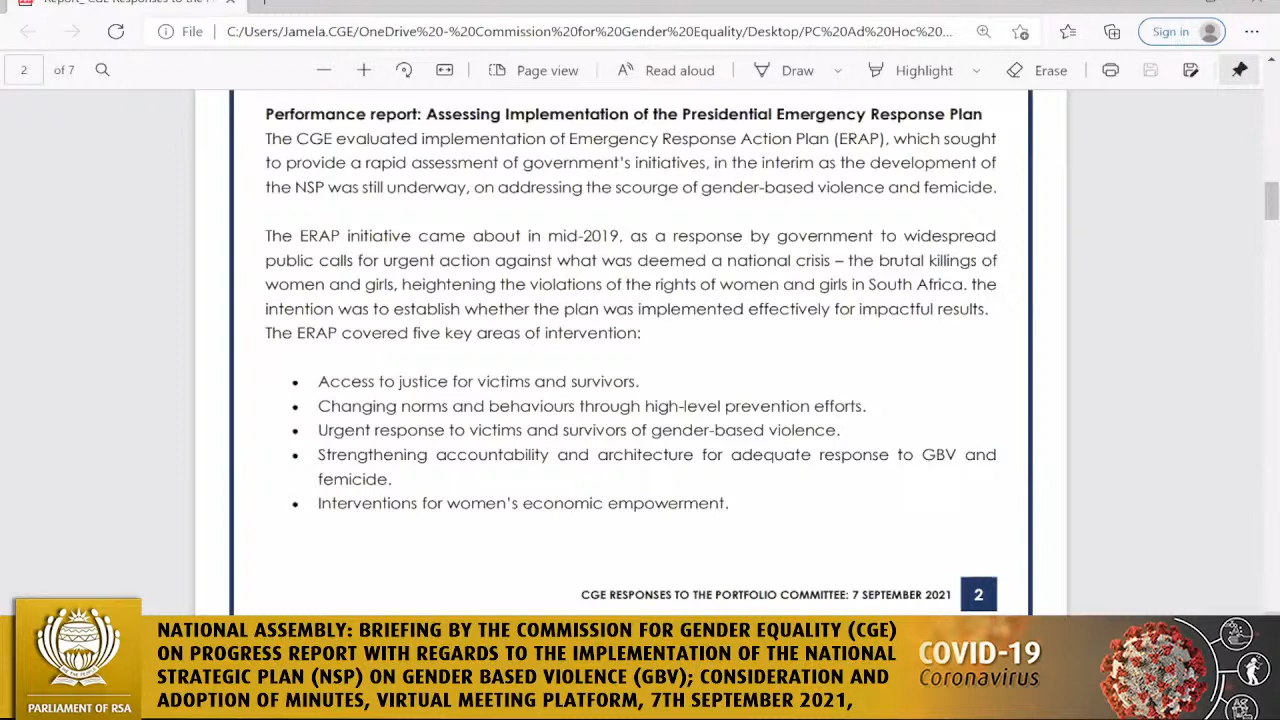 Report_ CGE Responses to the P
File
C:/Users/Jamela.CGE/OneDrive%20-%20Commission%20for%20Gender%20Equality/Desktop/PC%20Ad%20Hoc%20...
Sign in
2 of 7
Page view
Read aloud
Draw
Highlight
Erase
Performance report: Assessing Implementation of the Presidential Emergency Response Plan
The CGE evaluated implementation of Emergency Response Action Plan (ERAP), which sought
to provide a rapid assessment of government's initiatives, in the interim as the development of
the NSP was still underway, on addressing the scourge of gender-based violence and femicide.
The ERAP initiative came about in mid-2019, as a response by government to widespread
public calls for urgent action against what was deemed a national crisis – the brutal killings of
women and girls, heightening the violations of the rights of women and girls in South Africa. the
intention was to establish whether the plan was implemented effectively for impactful results.
The ERAP covered five key areas of intervention:
• Access to justice for victims and survivors.
• Changing norms and behaviours through high-level prevention efforts.
• Urgent response to victims and survivors of gender-based violence.
• Strengthening accountability and architecture for adequate response to GBV and
femicide.
• Interventions for women's economic empowerment.
CGE RESPONSES TO THE PORTFOLIO COMMITTEE: 7 SEPTEMBER 2021 2
NATIONAL ASSEMBLY: BRIEFING BY THE COMMISSION FOR GENDER EQUALITY (CGE)
ON PROGRESS REPORT WITH REGARDS TO THE IMPLEMENTATION OF THE NATIONAL
STRATEGIC PLAN (NSP) ON GENDER BASED VIOLENCE (GBV); CONSIDERATION AND
ADOPTION OF MINUTES, VIRTUAL MEETING PLATFORM, 7TH SEPTEMBER 2021,
PARLIAMENT OF RSA
COVID-19
Coronavirus